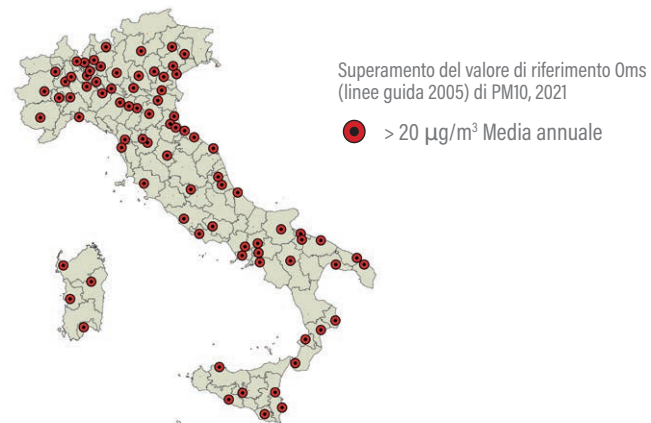 Superamento del valore di riferimento Oms
(linee guida 2005) di PM10, 2021
> 20 µg/m³ Media annuale